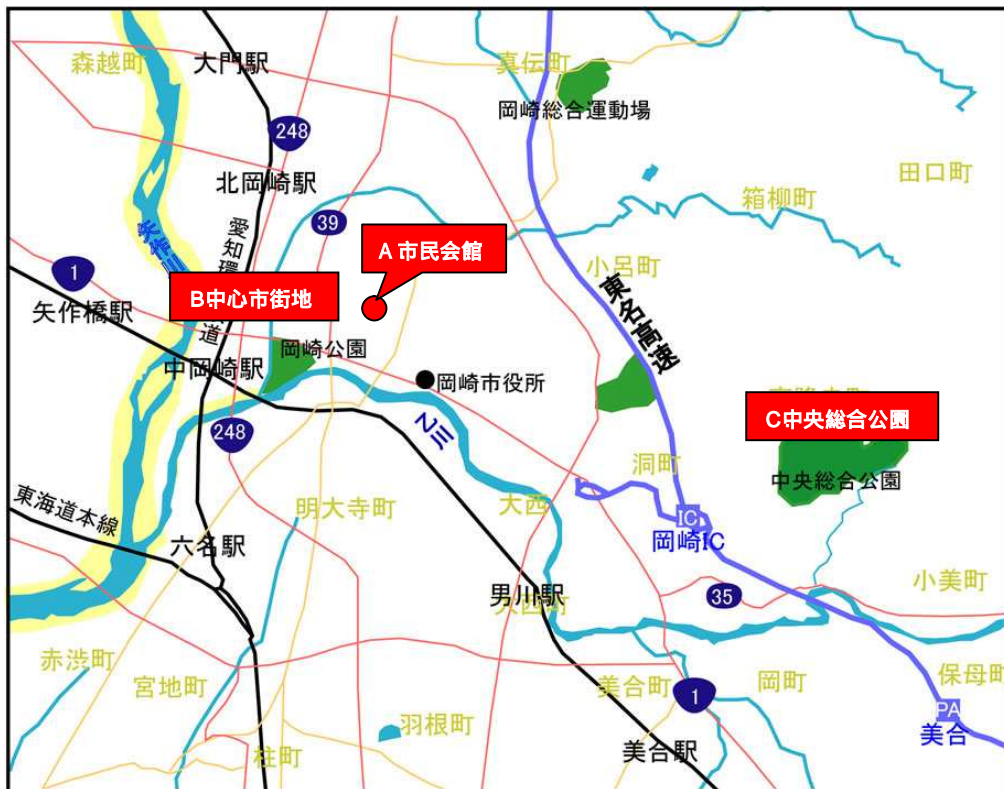 森越町
大門駅
真伝町
岡崎総合運動場
248
北岡崎駅
田口町
箱柳町
39
愛知環
道
矢作川
A 市民会館
小呂町
1
B中心市街地
東名高速
矢作橋駅
岡崎公園
中岡崎駅
岡崎市役所
C中央総合公園
248
乙川
洞町
中央総合公園
東海道本線
明大寺町
大西
IC
岡崎IC
六名駅
男川駅
35
小美町
赤渋町
宮地町
美合町
岡町
保母町
1
羽根町
PA
美合
柱町
美合駅